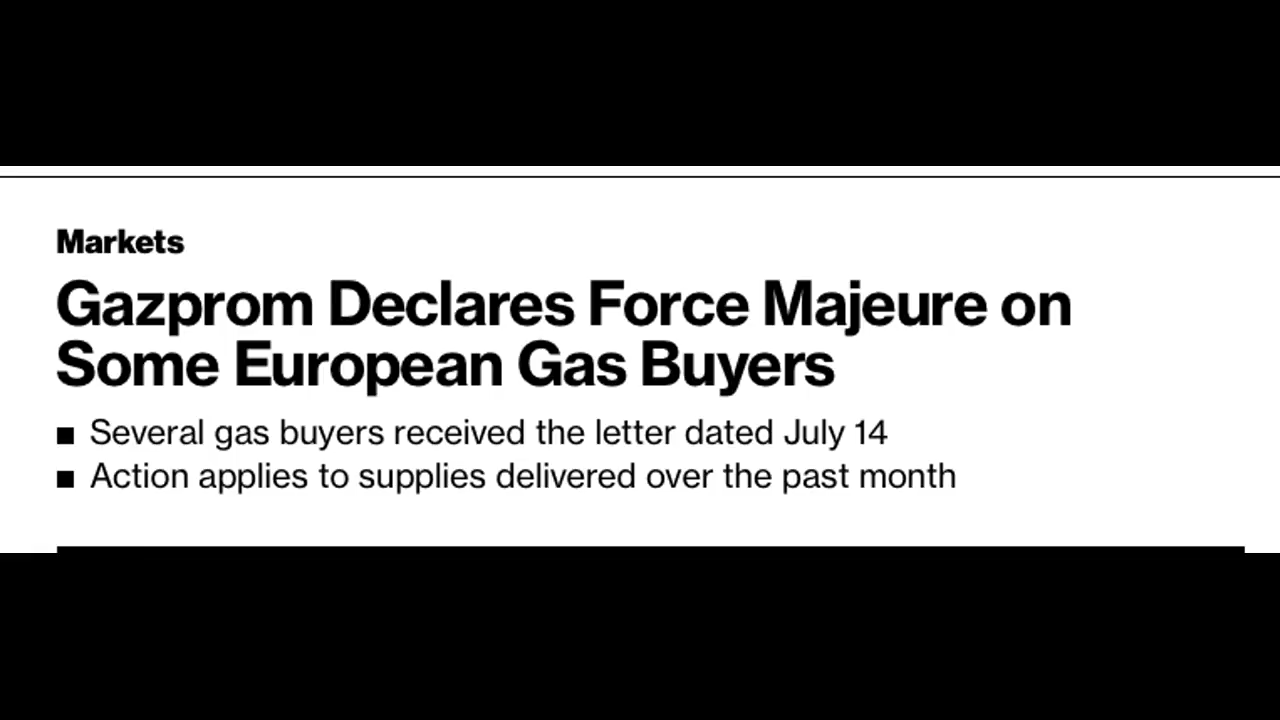 Markets
Gazprom Declares Force Majeure on
Some European Gas Buyers
■ Several gas buyers received the letter dated July 14
■ Action applies to supplies delivered over the past month